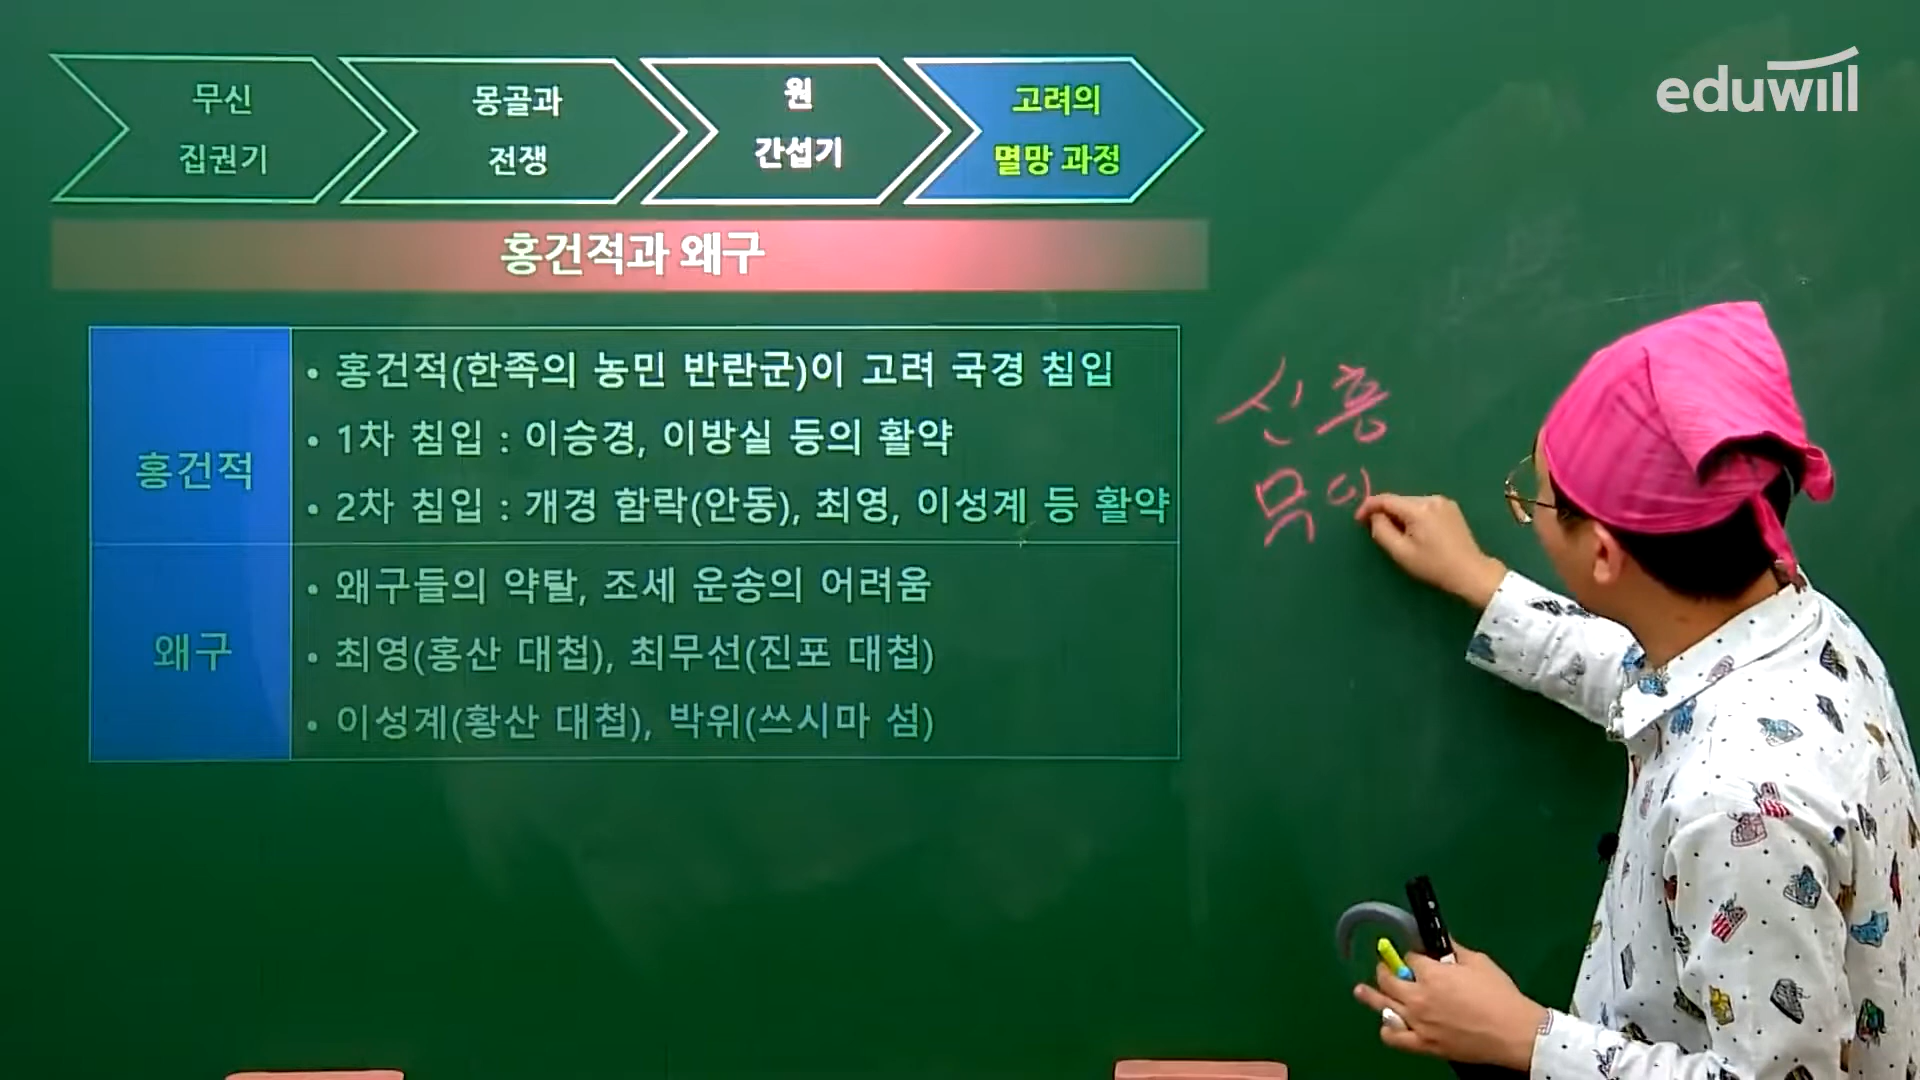 eduwill
무신
집권기
몽골과
전쟁
원
간섭기
고려의
멸망 과정
홍건적과 왜구
홍건적
• 홍건적(한족의 농민 반란군)이 고려 국경 침입
• 1차 침입 : 이승경, 이방실 등의 활약
• 2차 침입 : 개경 함락(안동), 최영, 이성계 등 활약
왜구
• 왜구들의 약탈, 조세 운송의 어려움
• 최영(홍산 대첩), 최무선(진포 대첩)
• 이성계(황산 대첩), 박위(쓰시마 섬)
신흥